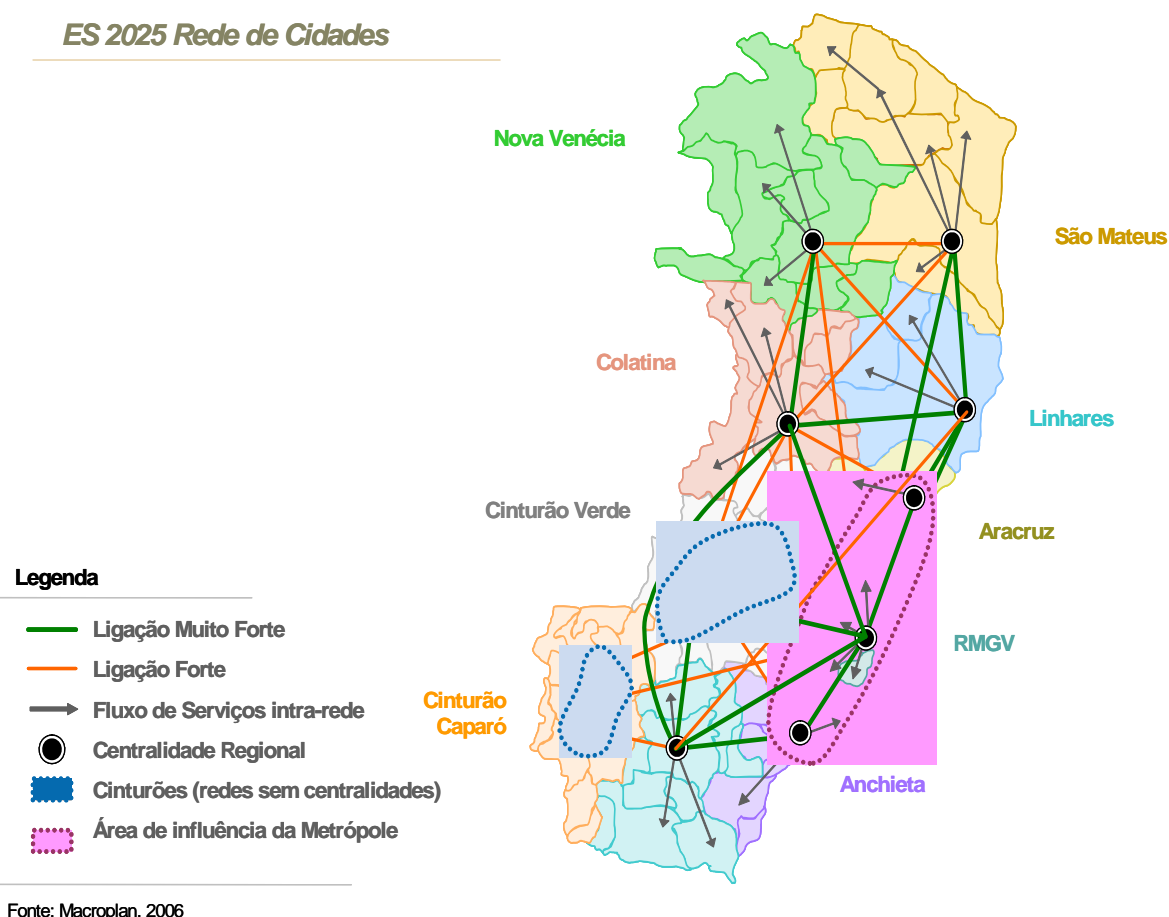 ES 2025 Rede de Cidades
Nova Venécia
São Mateus
Colatina
Linhares
Cinturão Verde
Aracruz
Legenda
Ligação Muito Forte
RMGV
Ligação Forte
Cinturão
Caparó
Fluxo de Serviços intra-rede
Centralidade Regional
Anchieta
Cinturões (redes sem centralidades)
Área de influência da Metrópole
Fonte: Macroplan, 2006